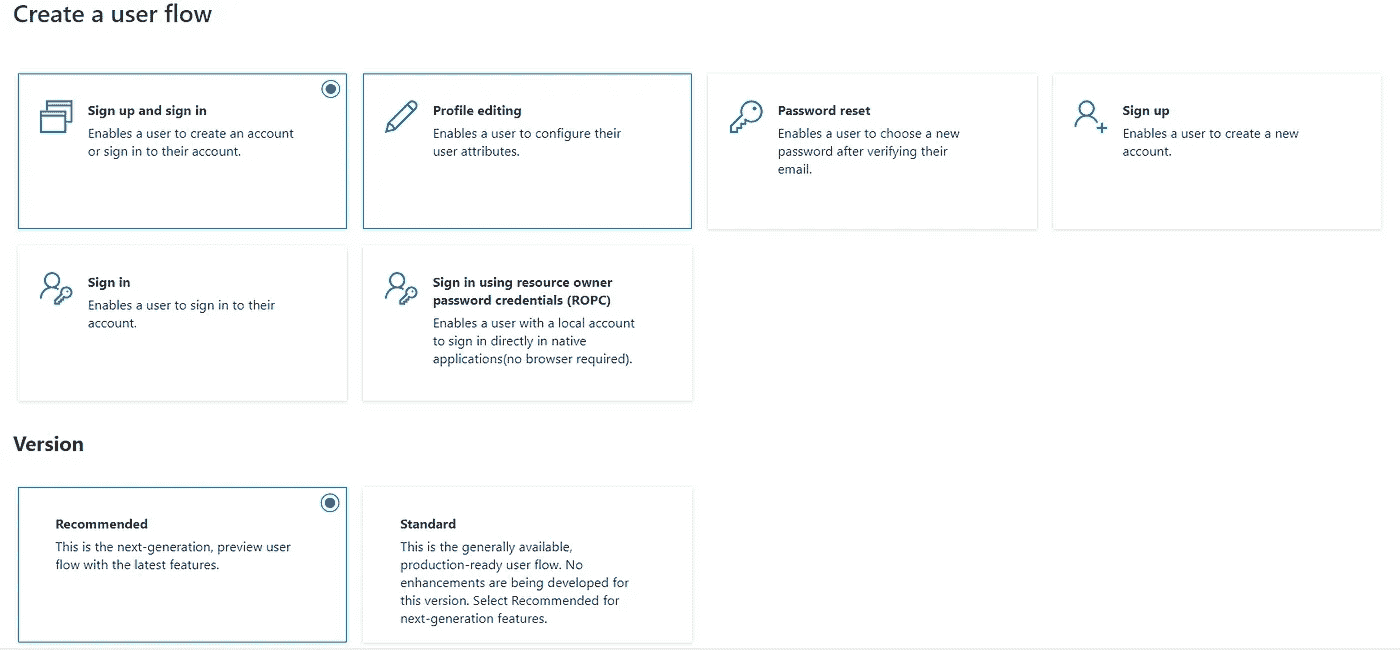 Create a user flow
Sign up and sign in
Enables a user to create an account
or sign in to their account.
Profile editing
Enables a user to configure their
user attributes.
Password reset
Enables a user to choose a new
password after verifying their
email.
Sign up
Enables a user to create a new
account.
Sign in
Enables a user to sign in to their
account.
Sign in using resource owner
password credentials (ROPC)
Enables a user with a local account
to sign in directly in native
applications(no browser required).
Version
Recommended
This is the next-generation, preview user
flow with the latest features.
Standard
This is the generally available,
production-ready user flow. No
enhancements are being developed for
this version. Select Recommended for
next-generation features.